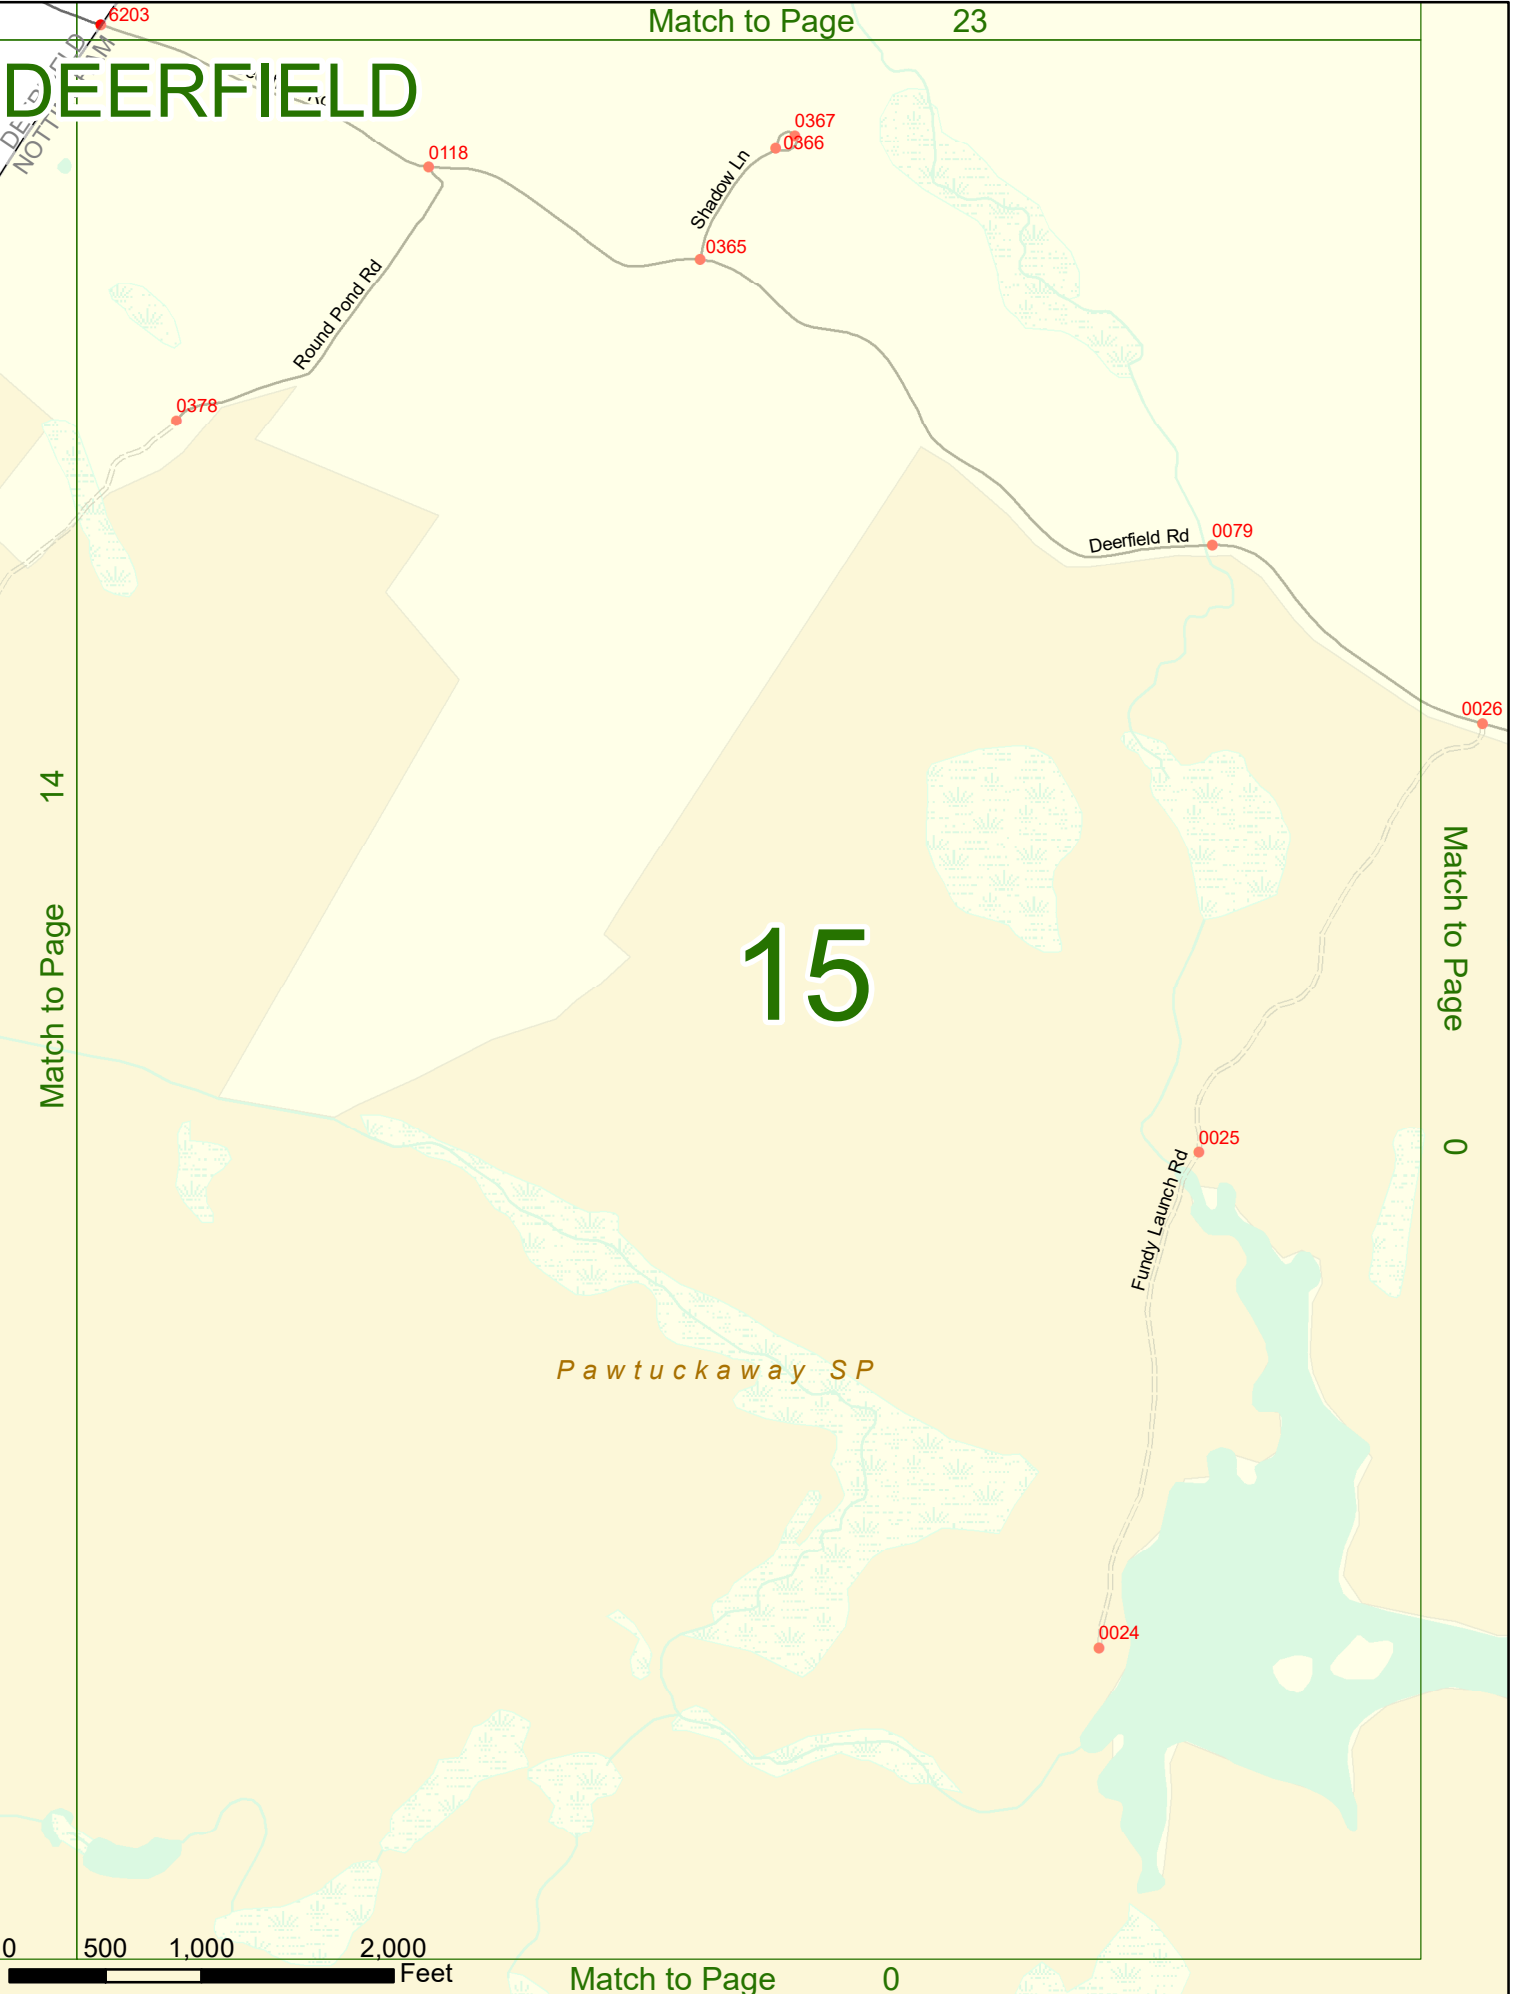 6203
Match to Page 23
DEERFIELD
NOTTINGHAM
DEERFIELD
0367
0366
0118
Shadow Ln
0365
Round Pond Rd
0378
Deerfield Rd
0079
0026
Match to Page 14
15
Match to Page 0
0025
Fundy Launch Rd
Pawtuckaway SP
0024
0 500 1,000 2,000
Feet
Match to Page 0